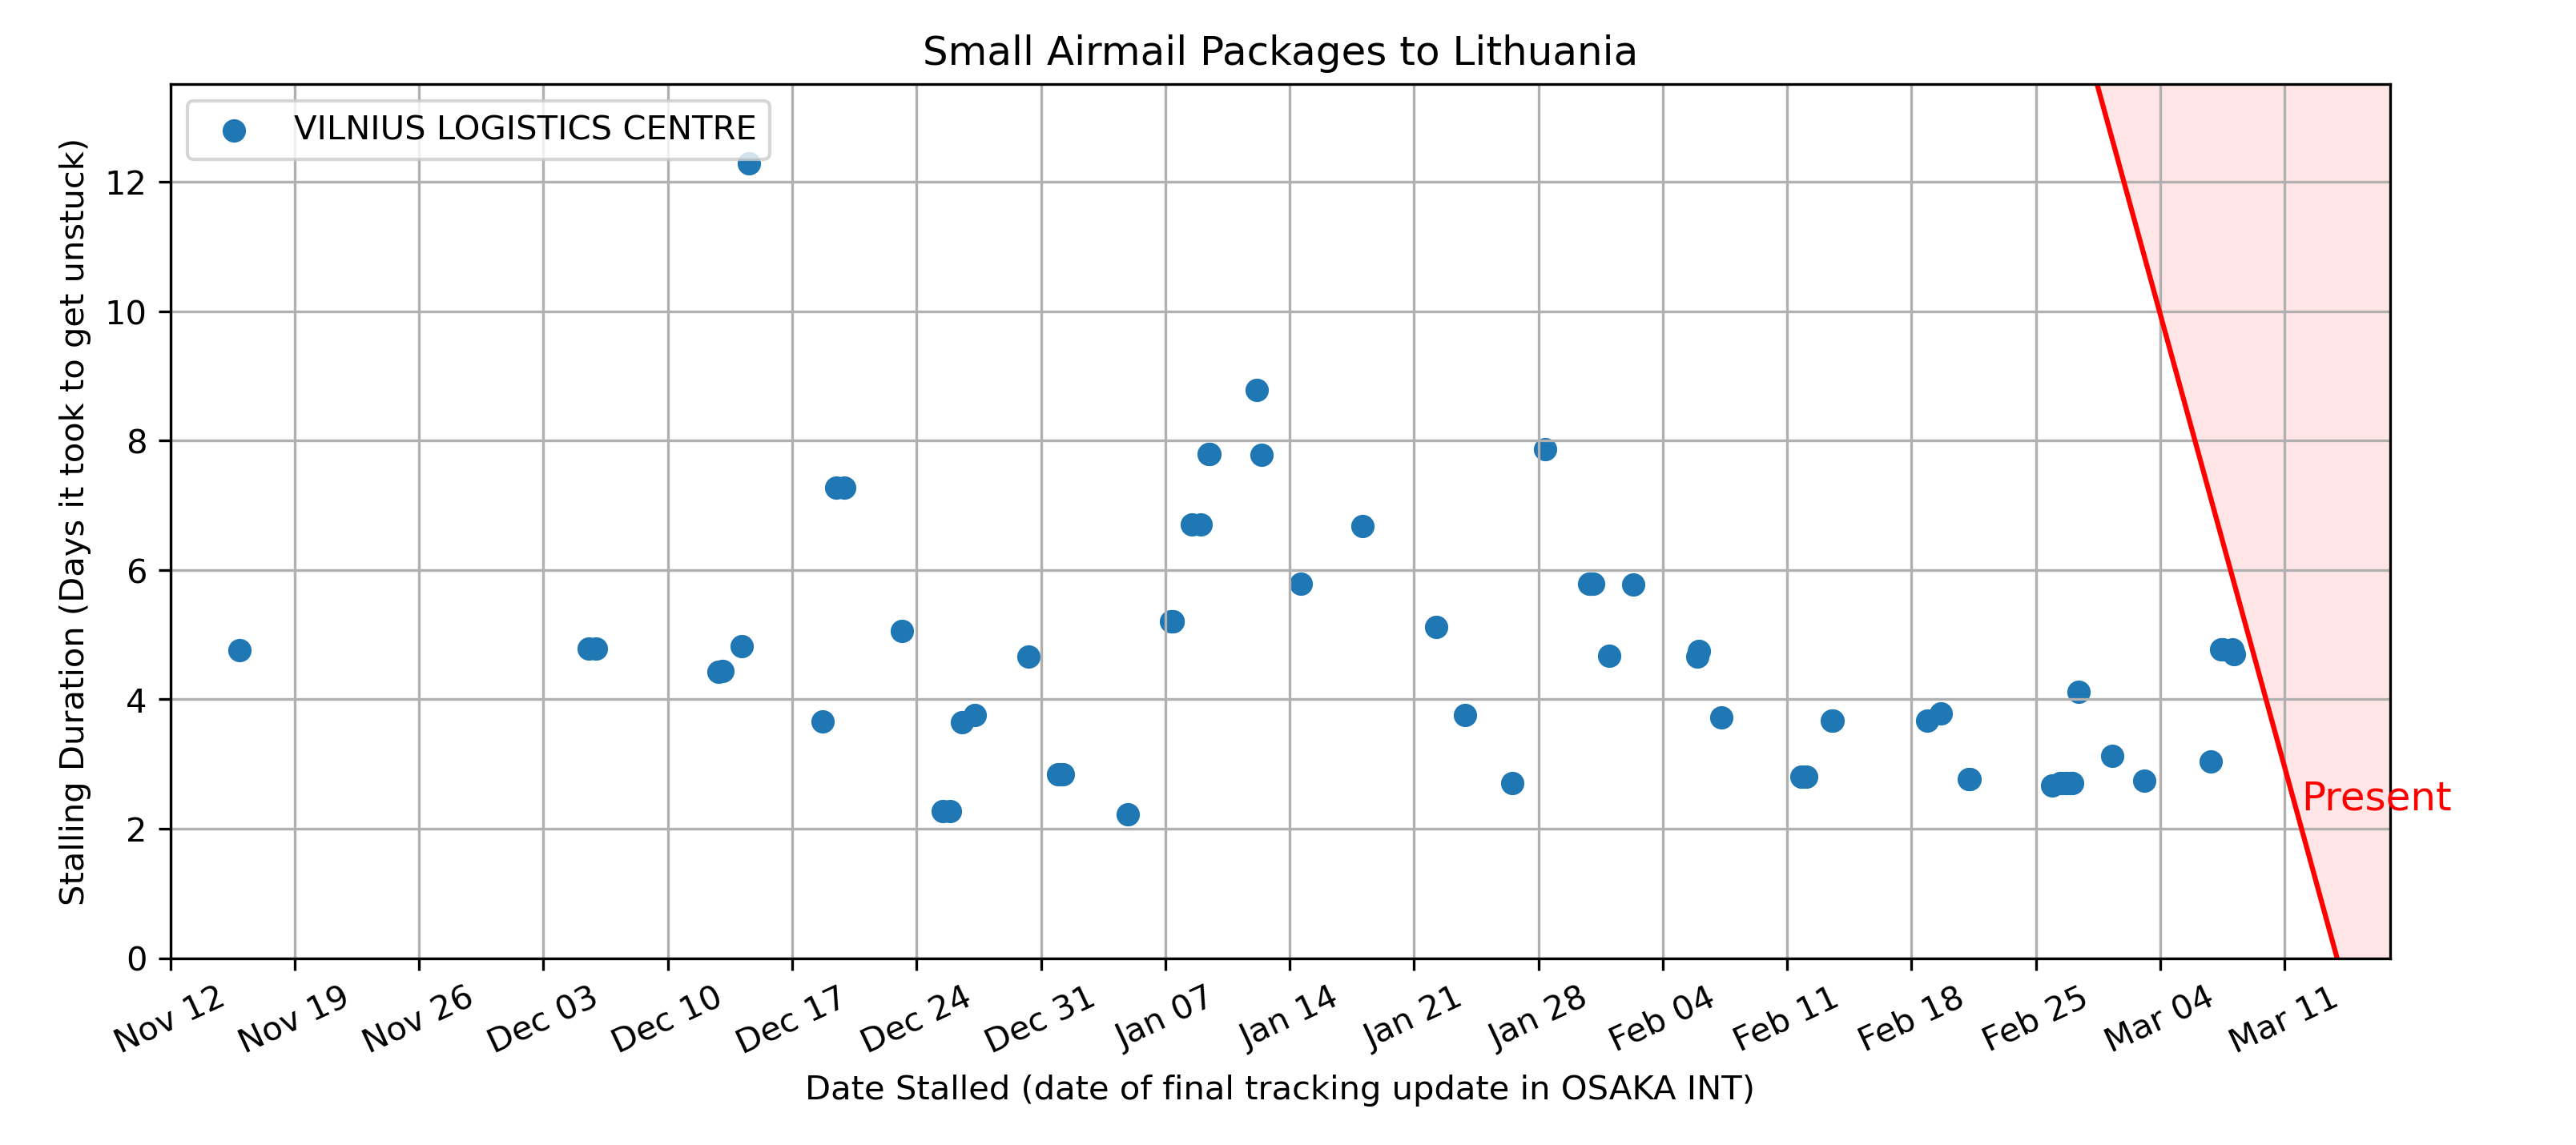 Small Airmail Packages to Lithuania
VILNIUS LOGISTICS CENTRE
Stalling Duration (Days it took to get unstuck)
12
10
8
6
4
2
0
Present
Nov 12
Nov 19
Nov 26
Dec 03
Dec 10
Dec 17
Dec 24
Dec 31
Jan 07
Jan 14
Jan 21
Jan 28
Feb 04
Feb 11
Feb 18
Feb 25
Mar 04
Mar 11
Date Stalled (date of final tracking update in OSAKA INT)